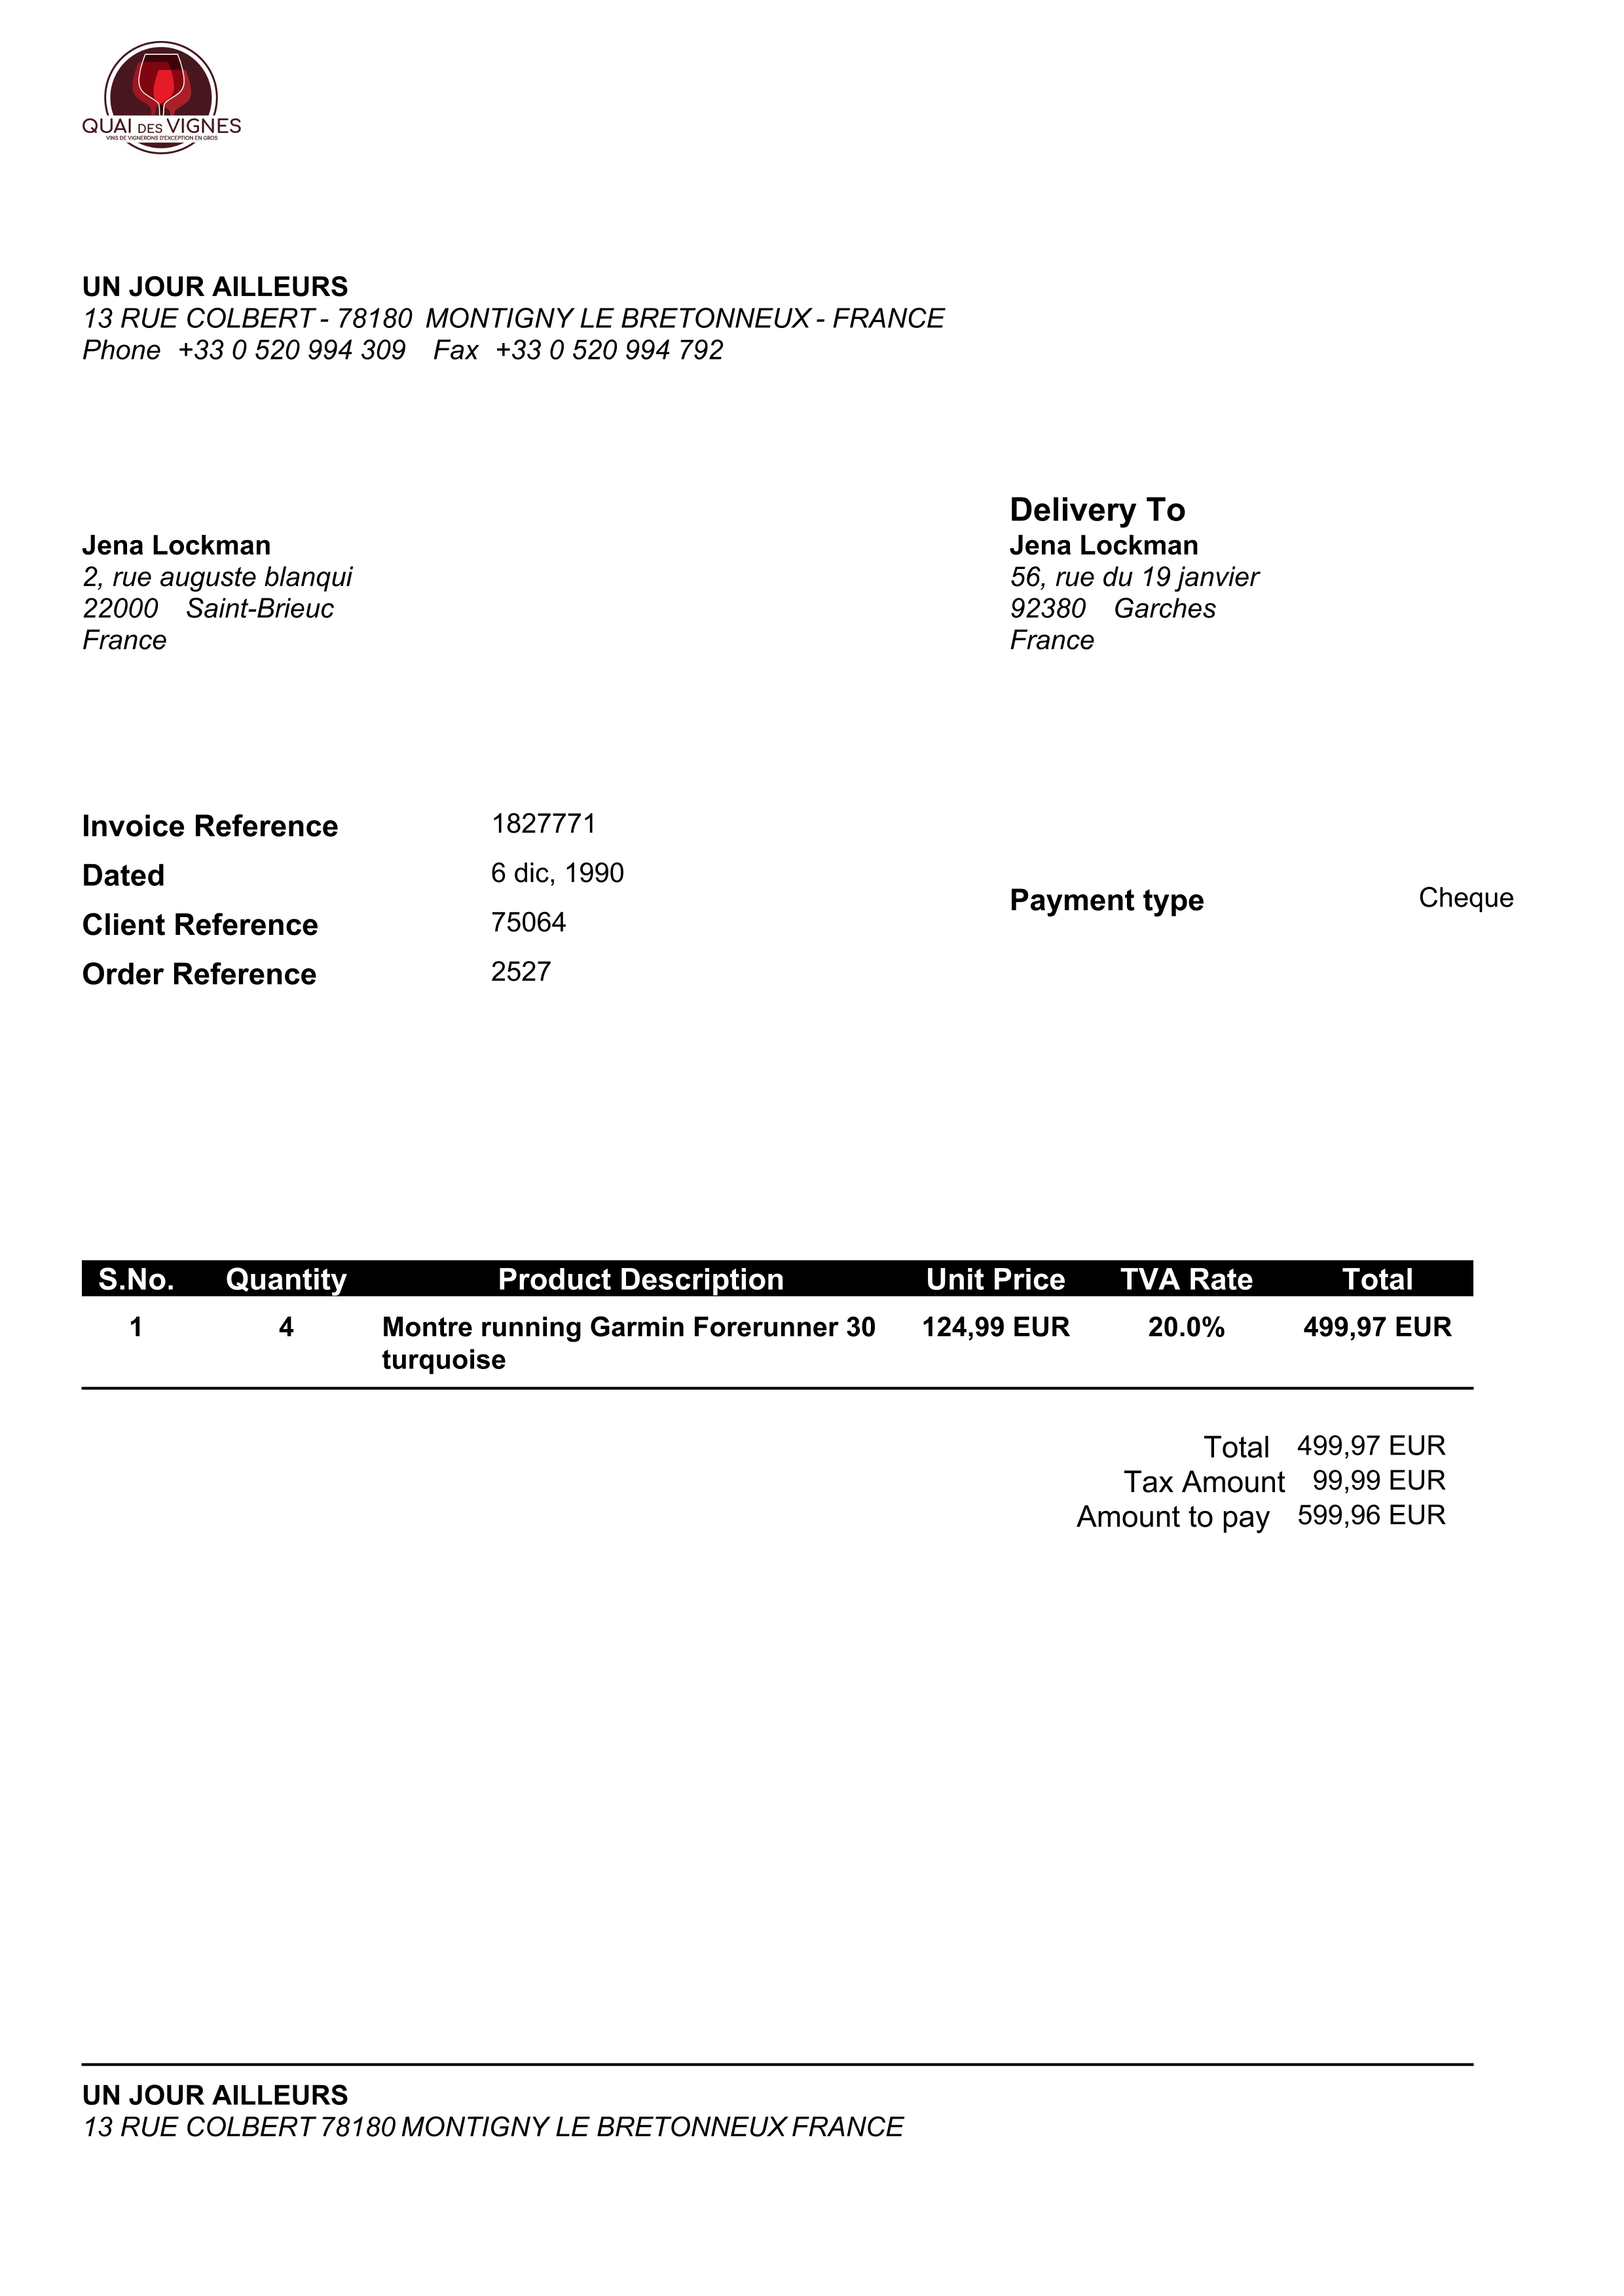 QUAI DES VIGNES
VINS DE VIGNERONS D'EXCEPTION EN GROS
UN JOUR AILLEURS
13 RUE COLBERT - 78180 MONTIGNY LE BRETONNEUX - FRANCE
Phone +33 0 520 994 309 Fax +33 0 520 994 792
Delivery To
Jena Lockman
2, rue auguste blanqui
22000 Saint-Brieuc
France
Jena Lockman
56, rue du 19 janvier
92380 Garches
France
Invoice Reference 1827771
Dated 6 dic, 1990
Client Reference 75064
Order Reference 2527
Payment type Cheque
S.No. Quantity Product Description Unit Price TVA Rate Total
1 4 Montre running Garmin Forerunner 30 124,99 EUR 20.0% 499,97 EUR
turquoise
Total 499,97 EUR
Tax Amount 99,99 EUR
Amount to pay 599,96 EUR
UN JOUR AILLEURS
13 RUE COLBERT 78180 MONTIGNY LE BRETONNEUX FRANCE